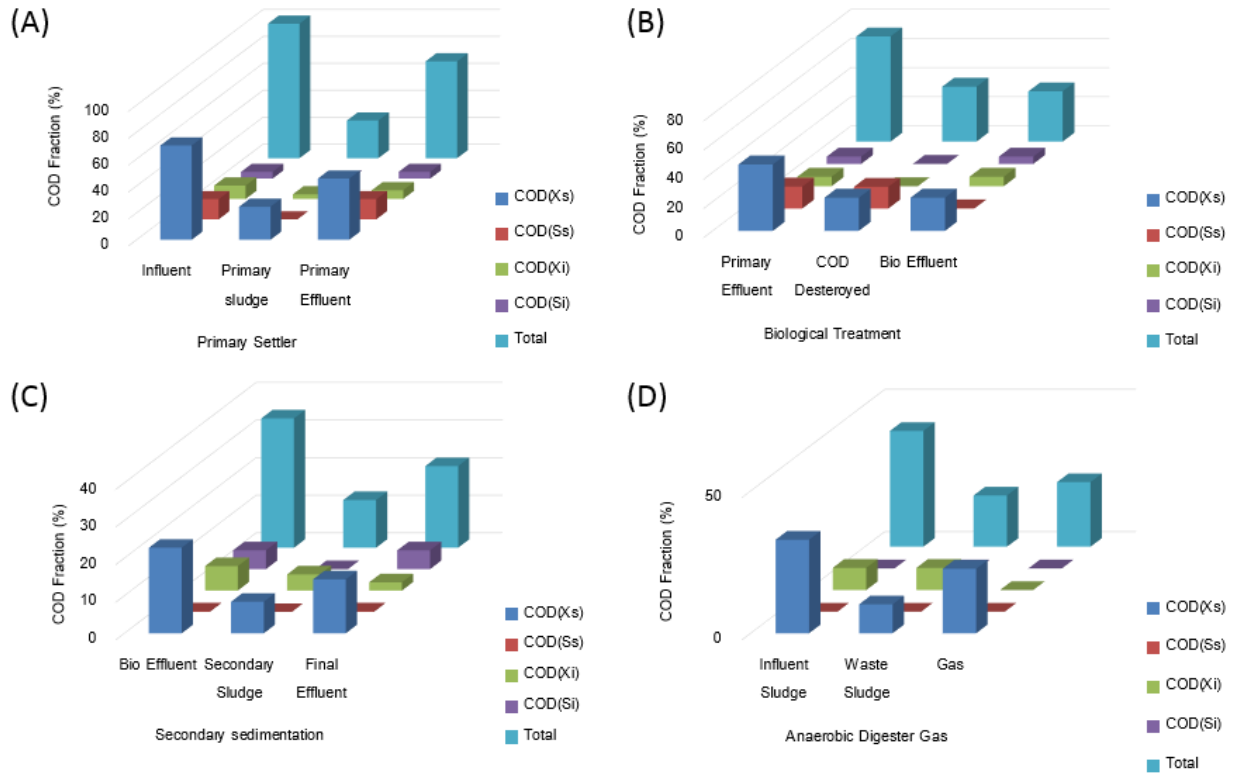 (A)
COD Fraction (%)
100
80
60
40
20
0
Influent
Primary
sludge
Primary
Effluent
Primary Settler
COD(Xs)
COD(Ss)
COD(Xi)
COD(Si)
Total
(B)
COD Fraction (%)
80
60
40
20
0
Primary
Effluent
COD
Desteroyed
Bio Effluent
Biological Treatment
COD(Xs)
COD(Ss)
COD(Xi)
COD(Si)
Total
(C)
COD Fraction (%)
40
30
20
10
0
Bio Effluent
Secondary
Sludge
Final
Effluent
Secondary sedimentation
COD(Xs)
COD(Ss)
COD(Xi)
COD(Si)
Total
(D)
COD Fraction (%)
50
0
Influent
Sludge
Waste
Sludge
Gas
Anaerobic Digester Gas
COD(Xs)
COD(Ss)
COD(Xi)
COD(Si)
Total